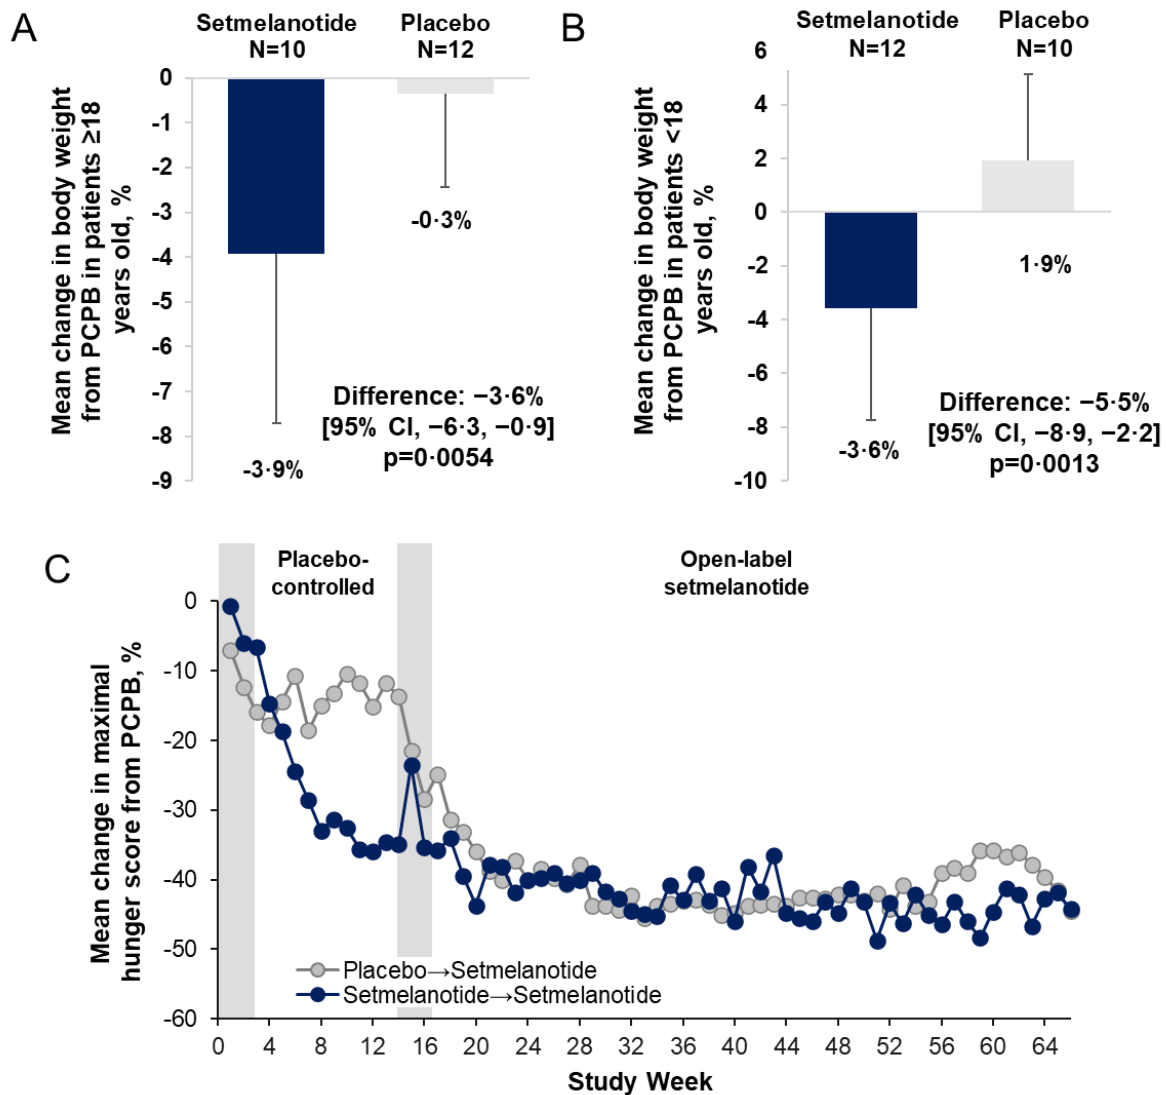 A
Setmelanotide
N=10
Placebo
N=12
Mean change in body weight
from PCPB in patients ≥18
years old, %
0
-1
-2
-3
-4
-5
-6
-7
-8
-9
-0·3%
-3·9%
Difference: −3·6%
[95% CI, −6·3, −0·9]
p=0·0054
B
Setmelanotide
N=12
Placebo
N=10
Mean change in body weight
from PCPB in patients <18
years old, %
6
4
2
0
-2
-4
-6
-8
-10
1·9%
-3·6%
Difference: −5·5%
[95% CI, −8·9, −2·2]
p=0·0013
C
Placebo-
controlled
Open-label
setmelanotide
Mean change in maximal
hunger score from PCPB, %
0
-10
-20
-30
-40
-50
-60
Placebo→Setmelanotide
Setmelanotide→Setmelanotide
0 4 8 12 16 20 24 28 32 36 40 44 48 52 56 60 64
Study Week